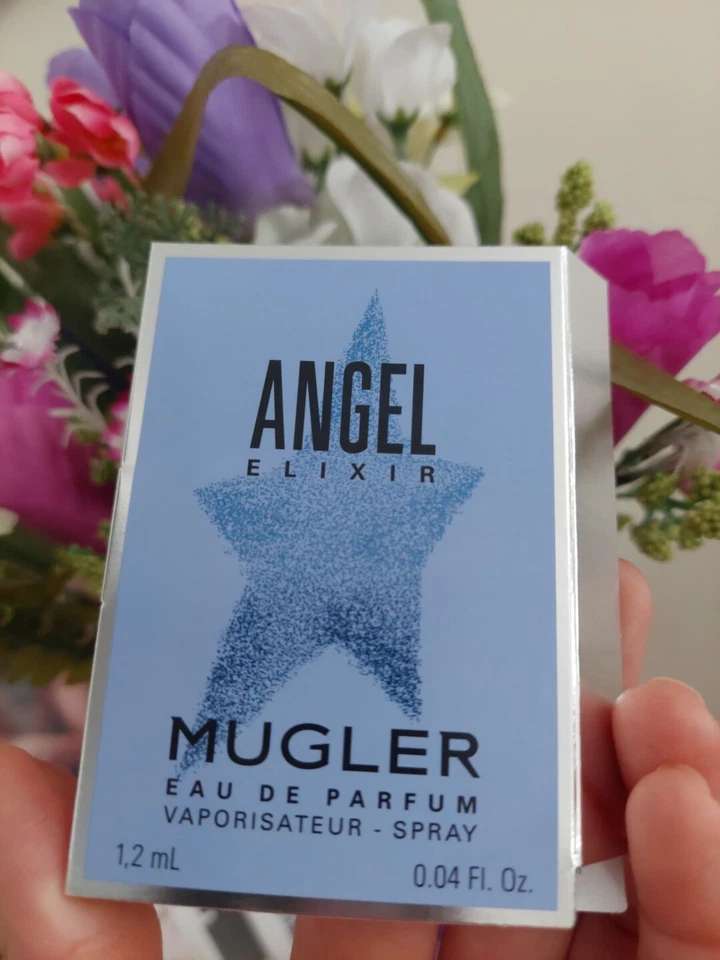 ANGEL
ELIXIR
MUGLER
EAU DE PARFUM
VAPORISATEUR - SPRAY
1,2 mL 0.04 Fl. Oz.